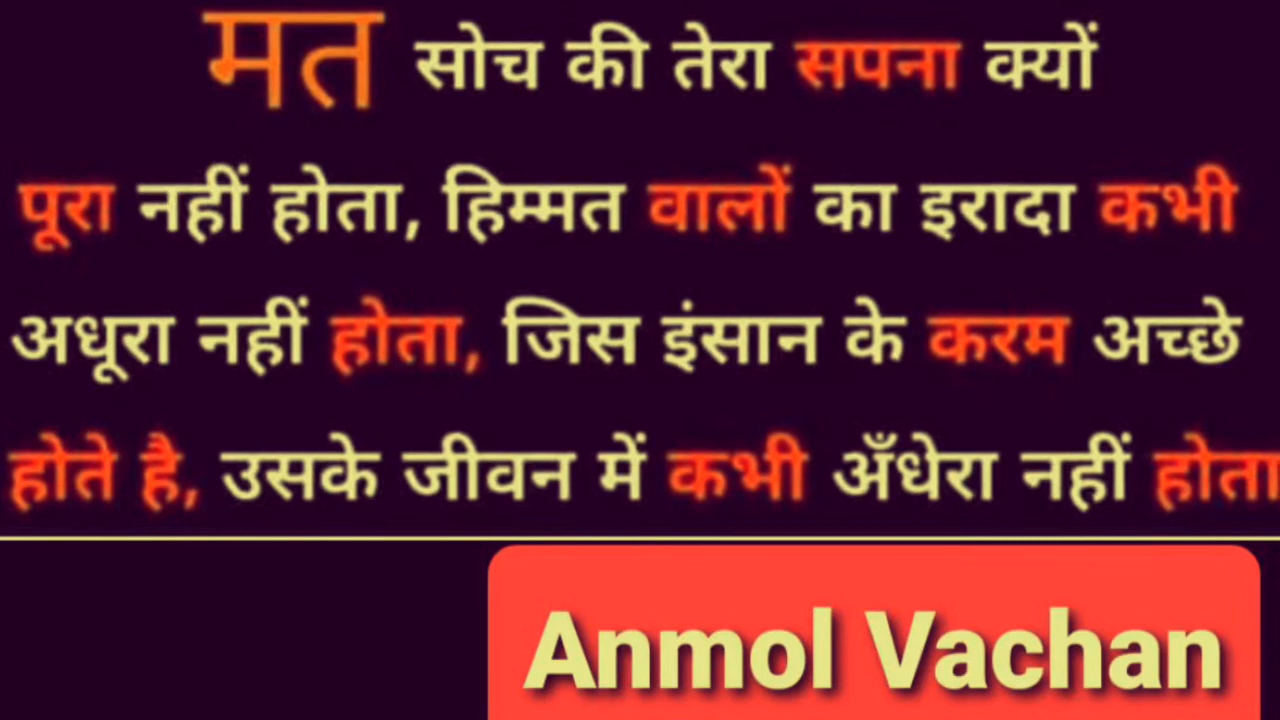 मत सोच की तेरा सपना क्यों
पूरा नहीं होता, हिम्मत वालों का इरादा कभी
अधूरा नहीं होता, जिस इंसान के करम अच्छे
होते है, उसके जीवन में कभी अँधेरा नहीं होता
Anmol Vachan